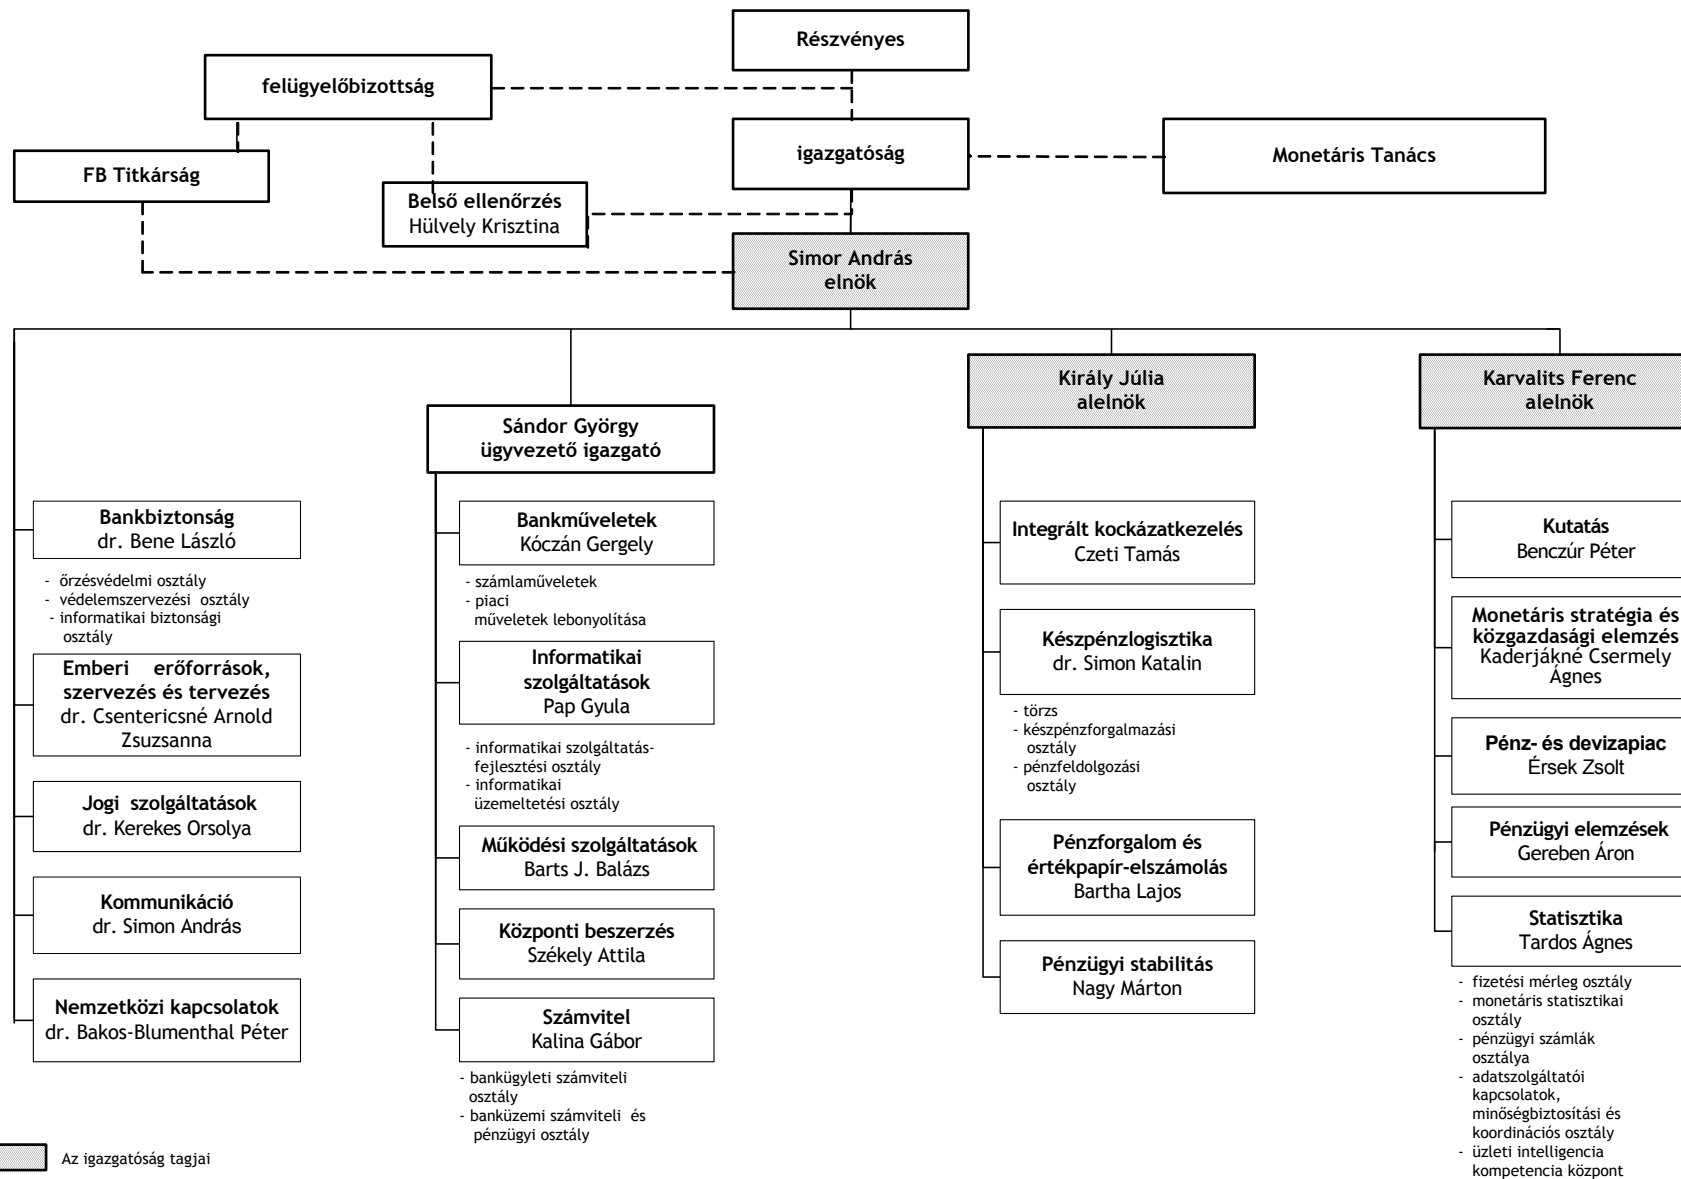 Részvényes
felügyelőbizottság
igazgatóság
Monetáris Tanács
FB Titkárság
Belső ellenőrzés
Hülvely Krisztina
Simor András
elnök
Sándor György
ügyvezető igazgató
Király Júlia
alelnök
Karvalits Ferenc
alelnök
Bankbiztonság
dr. Bene László
- őrzésvédelmi osztály
- védelemszervezési osztály
- informatikai biztonsági
osztály
Emberi erőforrások,
szervezés és tervezés
dr. Csentericsné Arnold
Zsuzsanna
Jogi szolgáltatások
dr. Kerekes Orsolya
Kommunikáció
dr. Simon András
Nemzetközi kapcsolatok
dr. Bakos-Blumenthal Péter
Bankműveletek
Kóczán Gergely
- számlaműveletek
- piaci
műveletek lebonyolítása
Informatikai
szolgáltatások
Pap Gyula
- informatikai szolgáltatás-
fejlesztési osztály
- informatikai
üzemeltetési osztály
Működési szolgáltatások
Barts J. Balázs
Központi beszerzés
Székely Attila
Számvitel
Kalina Gábor
- bankügyleti számviteli
osztály
- banküzemi számviteli és
pénzügyi osztály
Integrált kockázatkezelés
Czeti Tamás
Készpénzlogisztika
dr. Simon Katalin
- törzs
- készpénzforgalmazási
osztály
- pénzfeldolgozási
osztály
Pénzforgalom és
értékpapír-elszámolás
Bartha Lajos
Pénzügyi stabilitás
Nagy Márton
Kutatás
Benczúr Péter
Monetáris stratégia és
közgazdasági elemzés
Kaderjákné Csermely
Ágnes
Pénz- és devizapiac
Érsek Zsolt
Pénzügyi elemzések
Gereben Áron
Statisztika
Tardos Ágnes
- fizetési mérleg osztály
- monetáris statisztikai
osztály
- pénzügyi számlák
osztálya
- adatszolgáltatói
kapcsolatok,
minőségbiztosítási és
koordinációs osztály
- üzleti intelligencia
kompetencia központ
Az igazgatóság tagjai